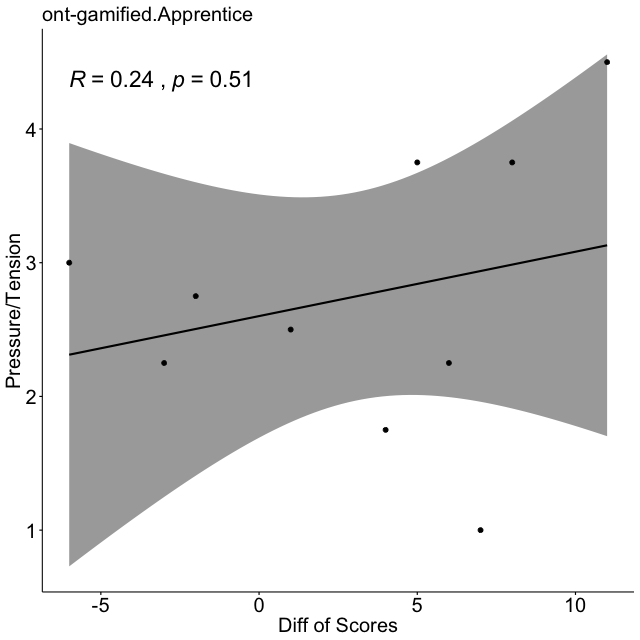 ont-gamified.Apprentice
R = 0.24 , p = 0.51
4
3
2
1
Pressure/Tension
-5 0 5 10
Diff of Scores